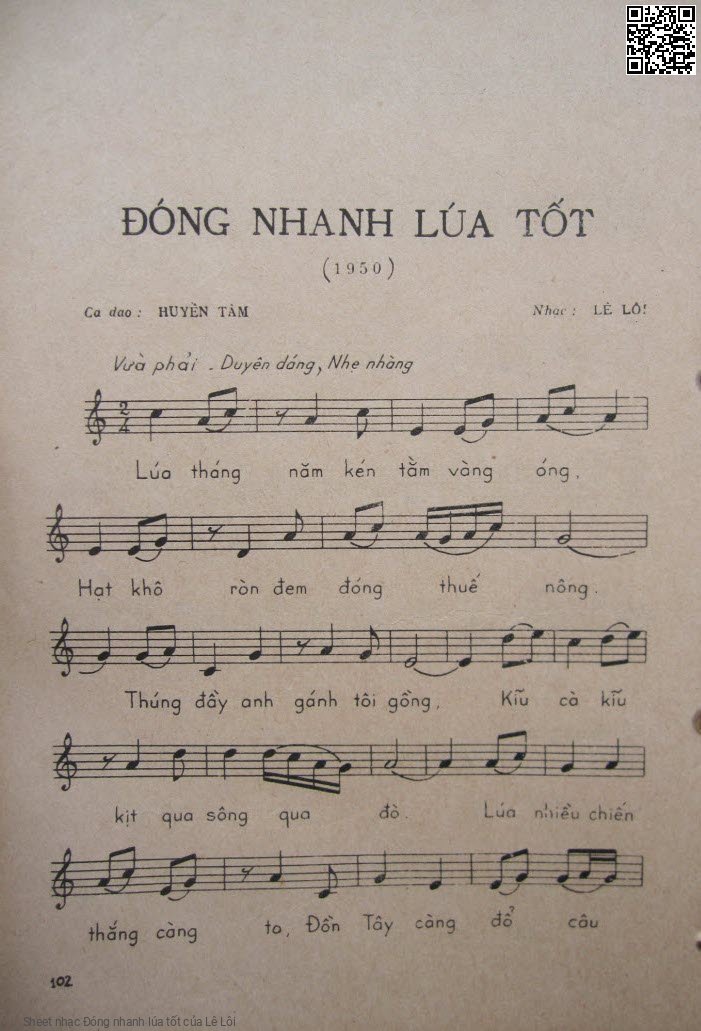 ĐÓNG NHANH LÚA TỐT
(1950)
Ca dao : HUYỀN TÂM Nhạc : LÊ LÔI
Vừa phải - Duyên dáng, Nhẹ nhàng
Lúa tháng năm kén tằm vàng óng,
Hạt khô ròn đem đóng thuế nông.
Thúng đầy anh gánh tôi gồng, Kĩu cà kĩu
kịt qua sông qua đò. Lúa nhiều chiến
thắng càng to, Đồn Tây càng đổ câu
102
Sheet nhạc Đóng nhanh lúa tốt của Lê Lôi